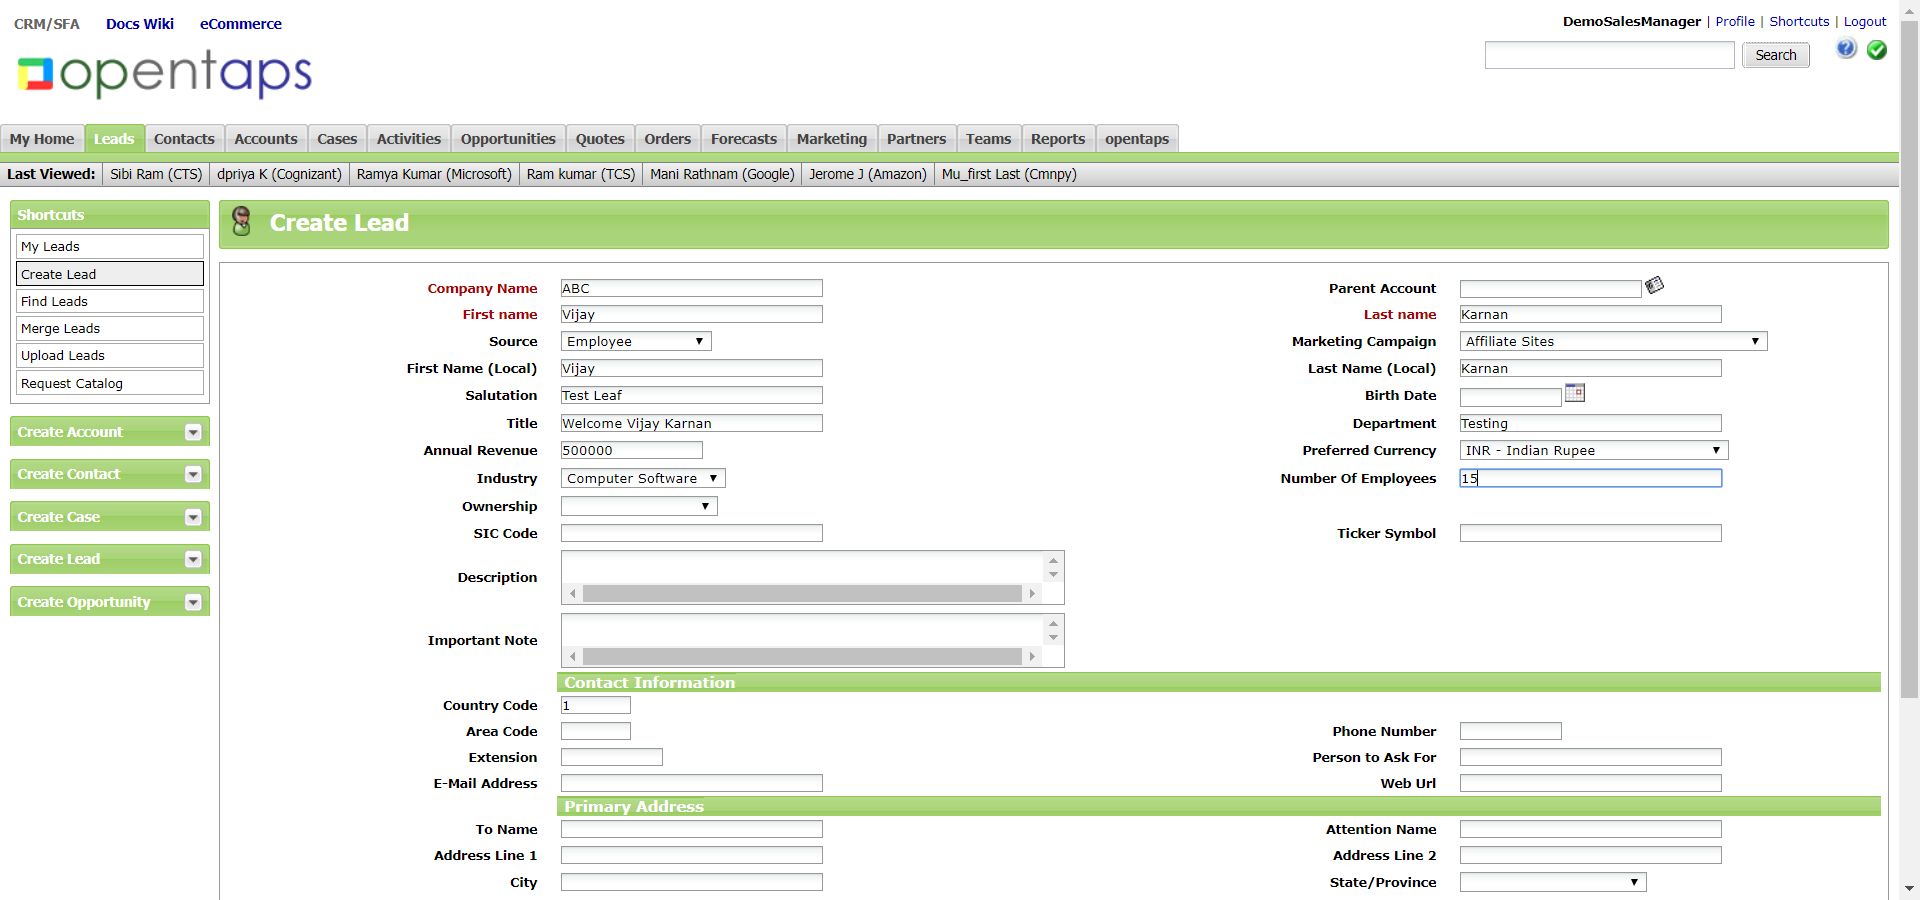 CRM/SFA Docs Wiki eCommerce
DemoSalesManager | Profile | Shortcuts | Logout
opentaps
Search
My Home Leads Contacts Accounts Cases Activities Opportunities Quotes Orders Forecasts Marketing Partners Teams Reports opentaps
Last Viewed: Sibi Ram (CTS) dpriya K (Cognizant) Ramya Kumar (Microsoft) Ram kumar (TCS) Mani Rathnam (Google) Jerome J (Amazon) Mu_first Last (Cmnpy)
Shortcuts
My Leads
Create Lead
Find Leads
Merge Leads
Upload Leads
Request Catalog
Create Account
Create Contact
Create Case
Create Lead
Create Opportunity
Create Lead
Company Name ABC Parent Account
First name Vijay Last name Karnan
Source Employee Marketing Campaign Affiliate Sites
First Name (Local) Vijay Last Name (Local) Karnan
Salutation Test Leaf Birth Date
Title Welcome Vijay Karnan Department Testing
Annual Revenue 500000 Preferred Currency INR - Indian Rupee
Industry Computer Software Number Of Employees 15
Ownership
SIC Code Ticker Symbol
Description
Important Note
Contact Information
Country Code 1
Area Code Phone Number
Extension Person to Ask For
E-Mail Address Web Url
Primary Address
To Name Attention Name
Address Line 1 Address Line 2
City State/Province